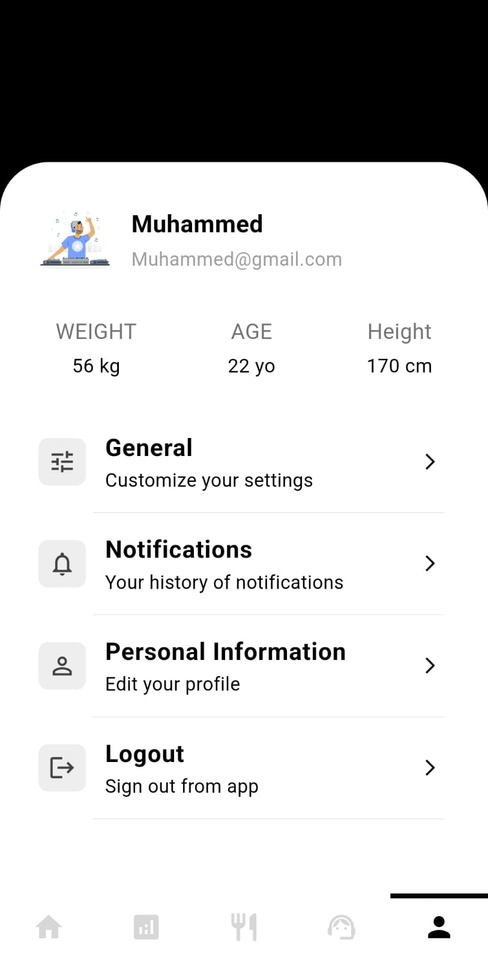 Muhammed
Muhammed@gmail.com
WEIGHT AGE Height
56 kg 22 yo 170 cm
General
Customize your settings
Notifications
Your history of notifications
Personal Information
Edit your profile
Logout
Sign out from app